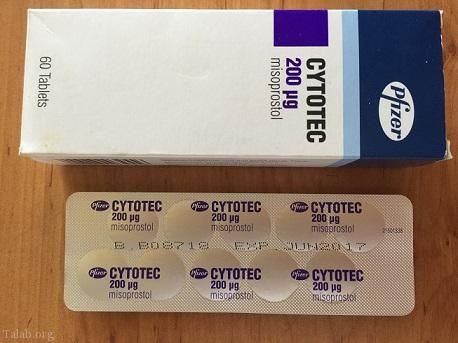 60 Tablets
CYTOTEC
200 µg
misoprostol
Pfizer
Pfizer CYTOTEC
200 µg
misoprostol
Pfizer CYTOTEC
200 µg
misoprostol
Pfizer CYTOTEC
200 µg
misoprostol
B. B08718 EXP. JUN2017
Pfizer CYTOTEC
200 µg
misoprostol
Pfizer CYTOTEC
200 µg
misoprostol
Pfizer CYTOTEC
200 µg
misoprostol
Talab.org